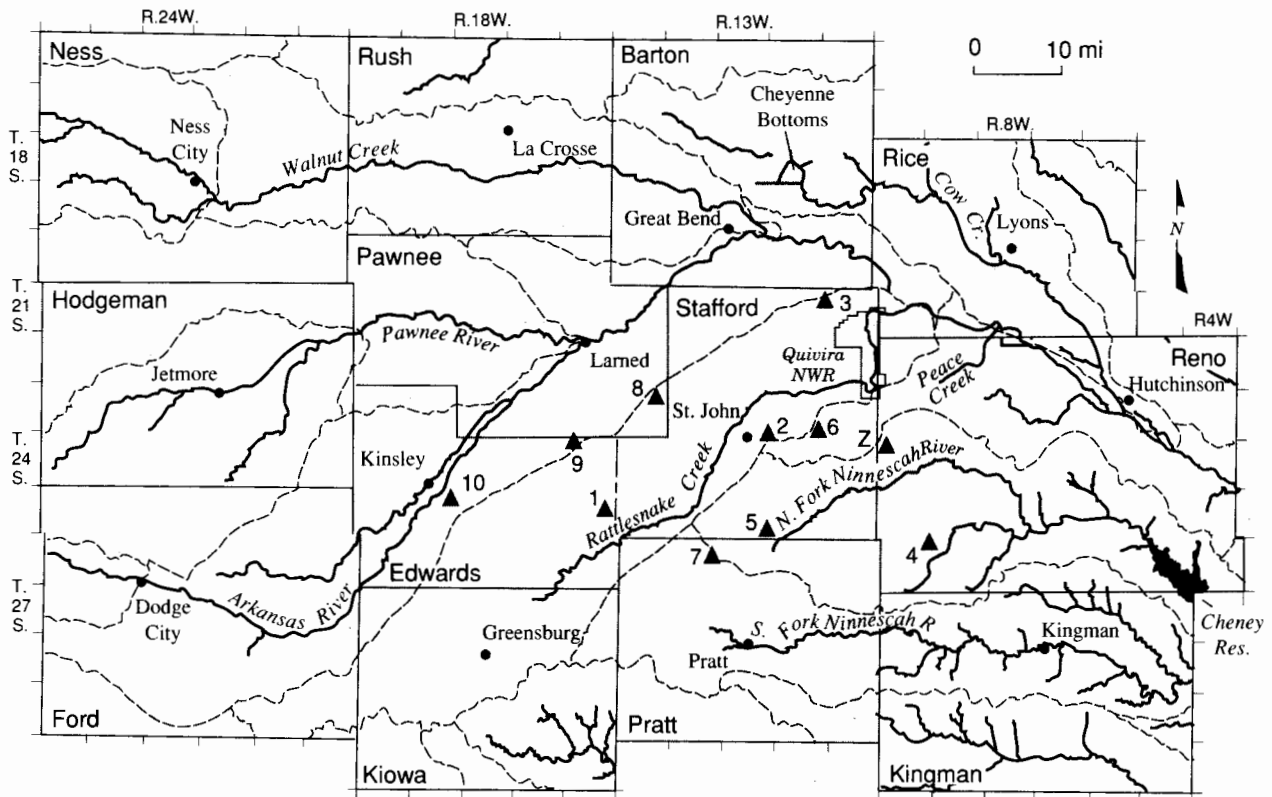 R.24W.
R.18W.
R.13W.
Ness
Rush
Barton
0 10 mi
Cheyenne
Bottoms
R.8W.
T.
18
S.
Ness
City
Walnut Creek
La Crosse
Rice
Cow Cr.
Lyons
N
Great Bend
Pawnee
T.
21
S.
Hodgeman
Stafford
3
R4W
Pawnee River
Larned
Quivira
NWR
Peace
Creek
Reno
Jetmore
Hutchinson
8
St. John
2
6
Z
T.
24
S.
9
Kinsley
10
1
Rattlesnake Creek
N. Fork Ninnescah River
5
4
7
Edwards
T.
27
S.
Dodge
City
Arkansas River
Greensburg
S. Fork Ninnescah R
Pratt
Kingman
Cheney
Res.
Ford
Pratt
Kiowa
Kingman